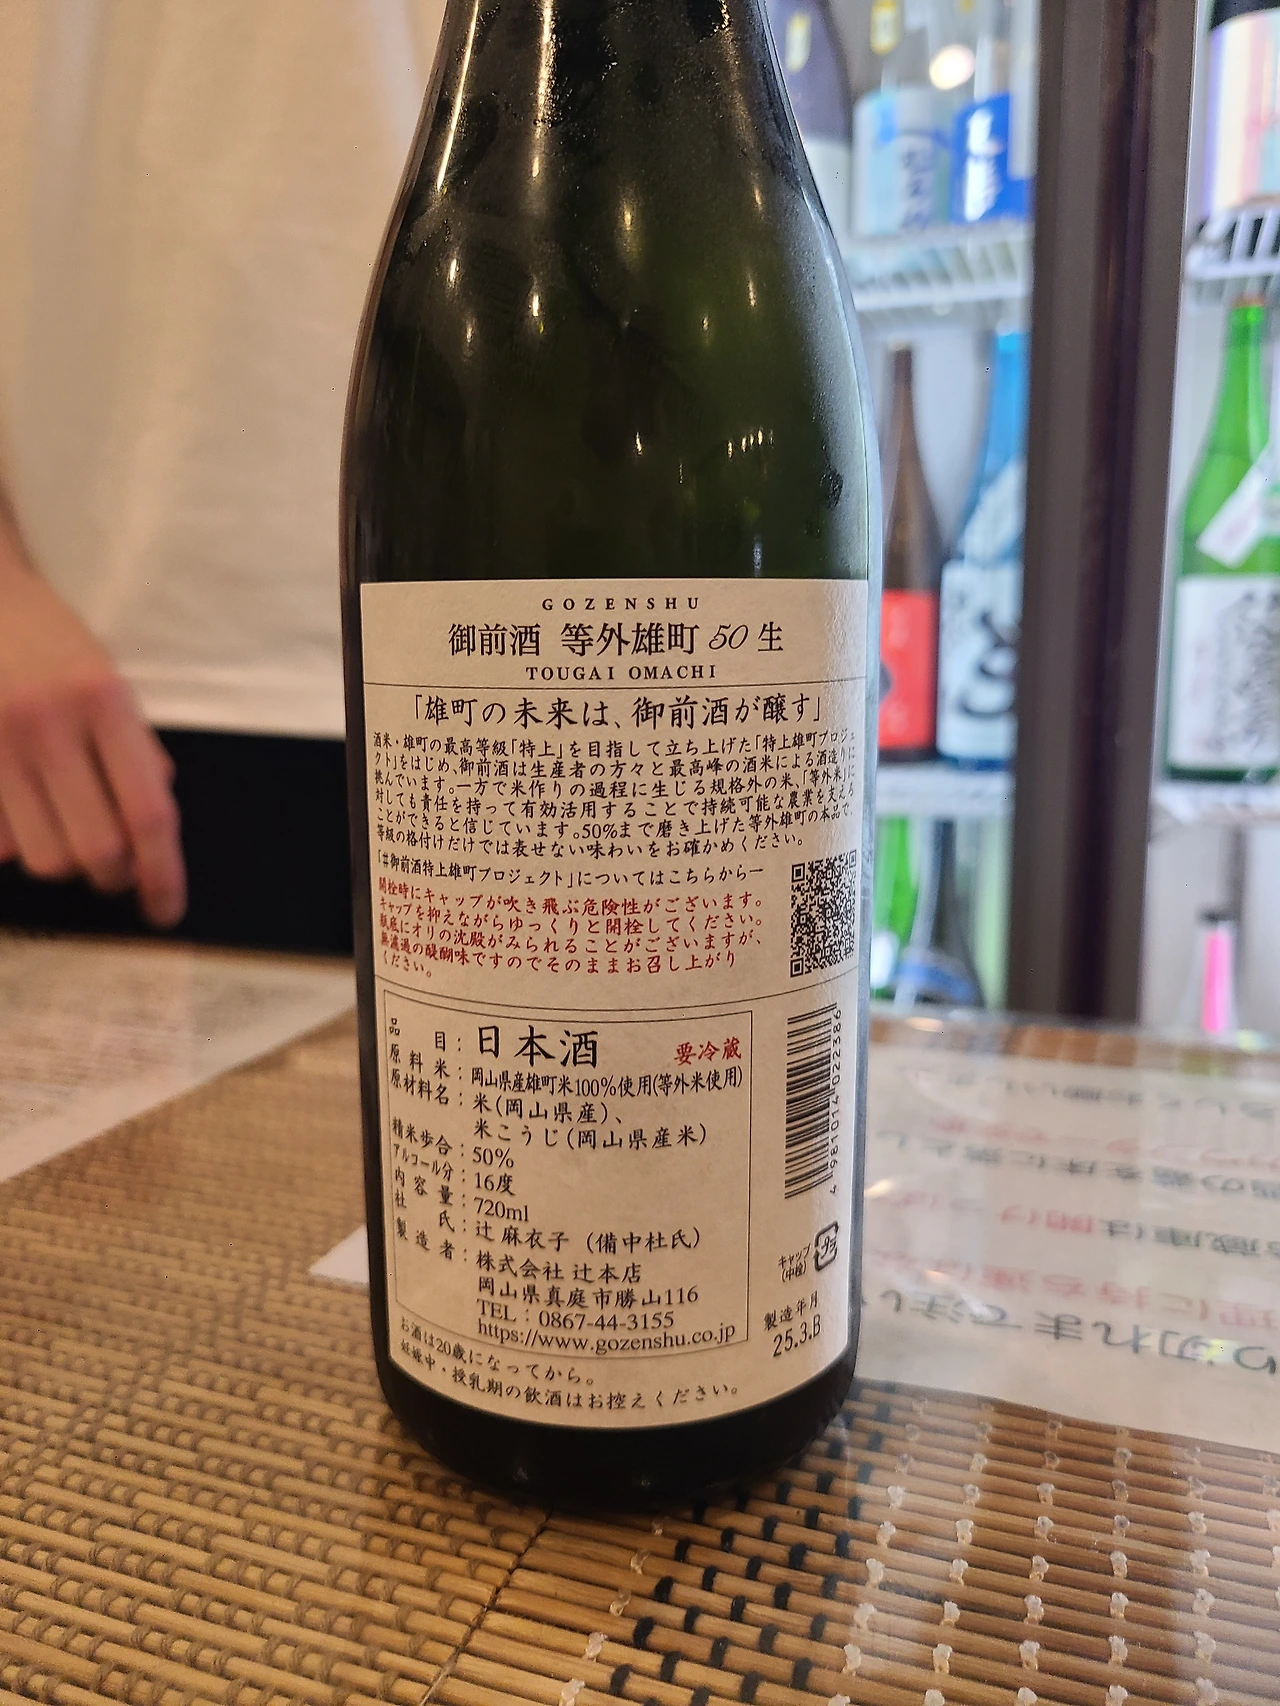 GOZENSHU
御前酒 等外雄町 50 生
TOUGAI OMACHI
「雄町の未来は、御前酒が醸す」
酒米・雄町の最高等級「特上」を目指して立ち上げた「特上雄町プロジェ
クト」をはじめ、御前酒は生産者の方々と最高峰の酒米による酒造りに
挑んでいます。一方で米作りの過程に生じる規格外の米、「等外米」に
対しても責任を持って有効活用することで持続可能な農業を支える
ことができると信じています。50%まで磨き上げた等外雄町の本品で、
等級の格付けだけでは表せない味わいをお確かめください。
「#御前酒特上雄町プロジェクト」についてはこちらからー
開栓時にキャップが吹き飛ぶ危険性がございます。
キャップを抑えながらゆっくりと開栓してください。
瓶底にオリの沈殿がみられることがございますが、
無濾過の醍醐味ですのでそのままお召し上がり
ください。
品目：日本酒 要冷蔵
原料米：岡山県産雄町米100%使用(等外米使用)
原材料名：米(岡山県産)、
米こうじ(岡山県産米)
精米歩合：50%
アルコール分：16度
内容量：720ml
杜氏：辻 麻衣子 (備中杜氏)
製造者：株式会社 辻本店
岡山県真庭市勝山116
TEL：0867-44-3155
https://www.gozenshu.co.jp
お酒は20歳になってから。
妊娠中・授乳期の飲酒はお控えください。
4 981014 022386
キャップ
(中栓)
製造年月
25.3.B